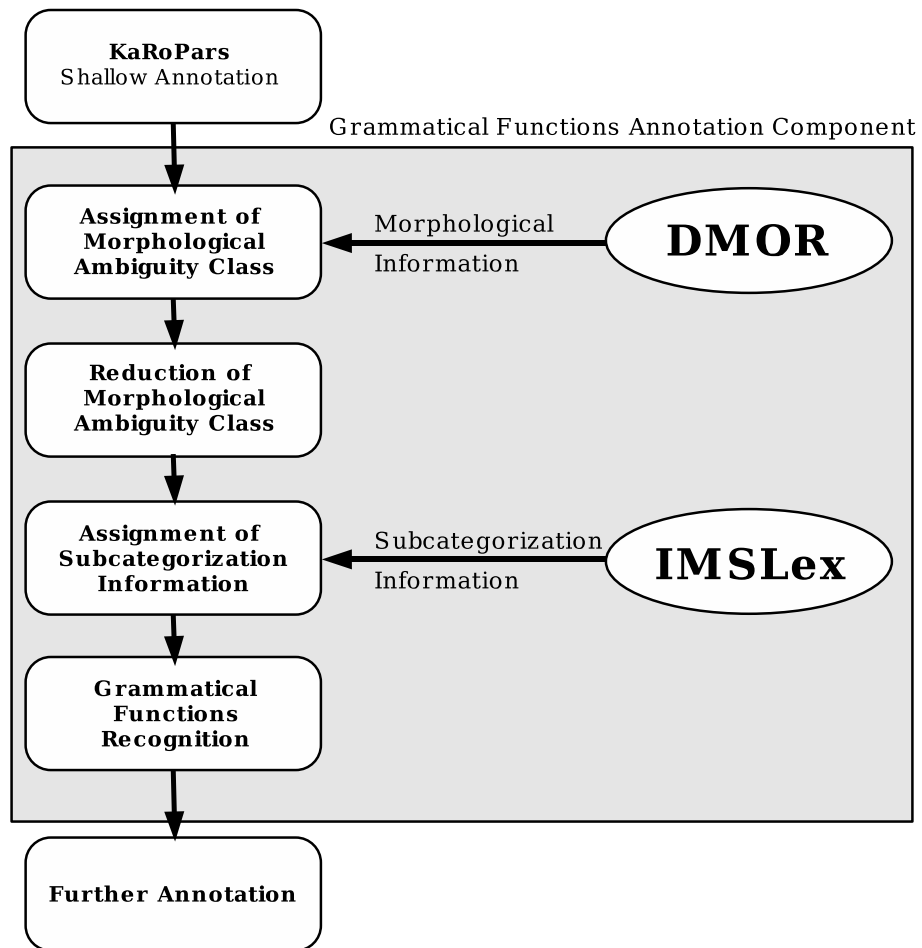 KaRoPars
Shallow Annotation
Grammatical Functions Annotation Component
Assignment of
Morphological
Ambiguity Class
Morphological
Information
DMOR
Reduction of
Morphological
Ambiguity Class
Assignment of
Subcategorization
Information
Subcategorization
Information
IMSLex
Grammatical
Functions
Recognition
Further Annotation